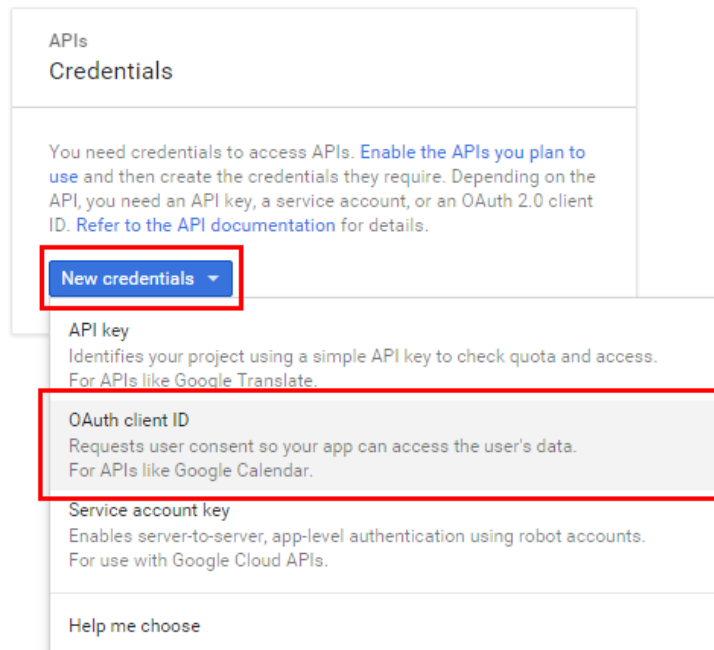 APIs
Credentials
You need credentials to access APIs. Enable the APIs you plan to
use and then create the credentials they require. Depending on the
API, you need an API key, a service account, or an OAuth 2.0 client
ID. Refer to the API documentation for details.
New credentials
API key
Identifies your project using a simple API key to check quota and access.
For APIs like Google Translate.
OAuth client ID
Requests user consent so your app can access the user's data.
For APIs like Google Calendar.
Service account key
Enables server-to-server, app-level authentication using robot accounts.
For use with Google Cloud APIs.
Help me choose